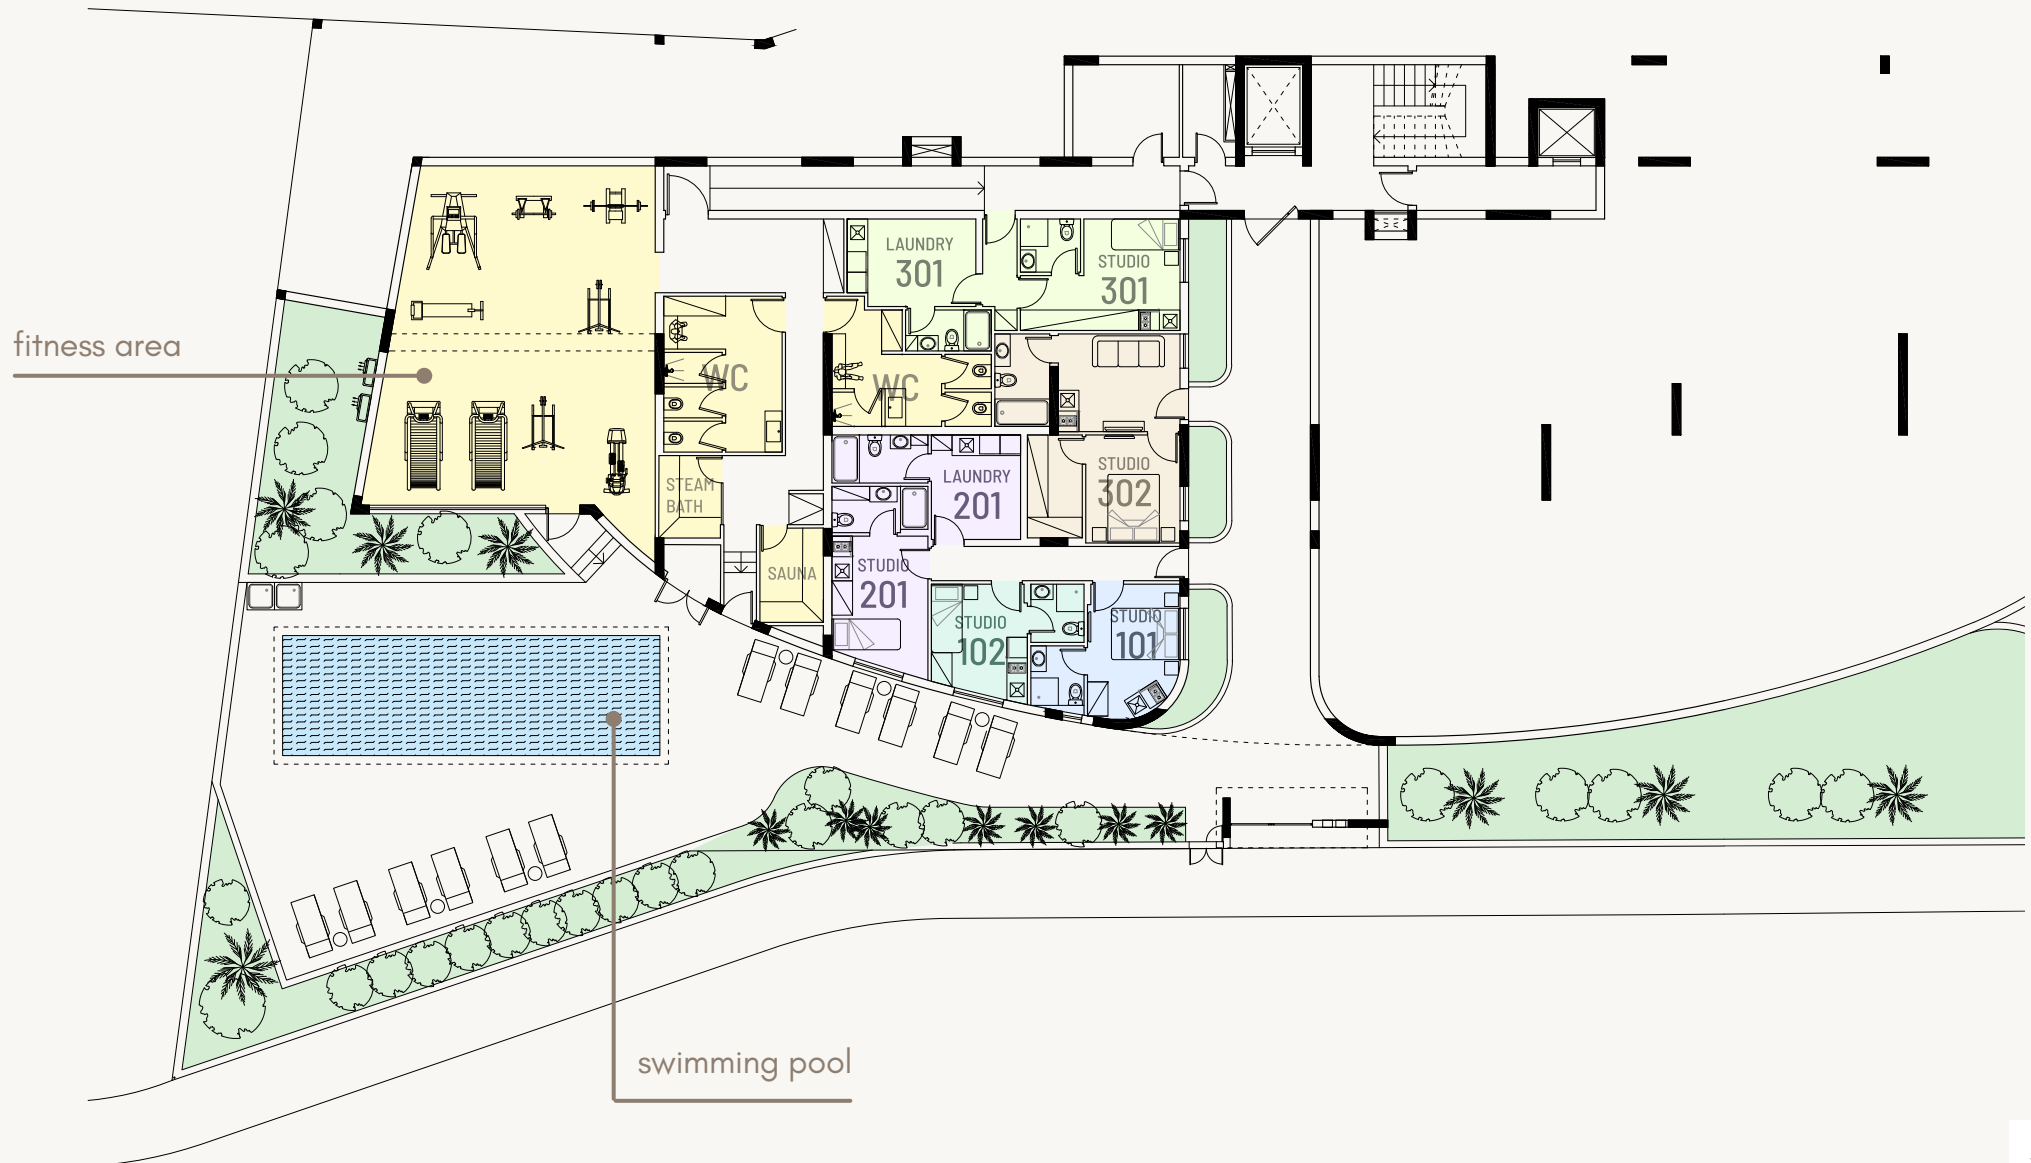 LAUNDRY
301
STUDIO
301
fitness area
WC
WC
STUDIO
302
LAUNDRY
201
STEAM
BATH
SAUNA
STUDIO
201
STUDIO
102
STUDIO
101
swimming pool